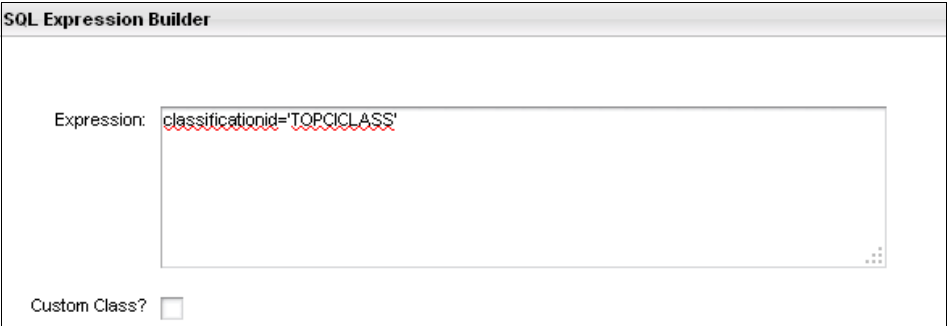 SQL Expression Builder
Expression:
classificationid='TOPCICLASS'
Custom Class?